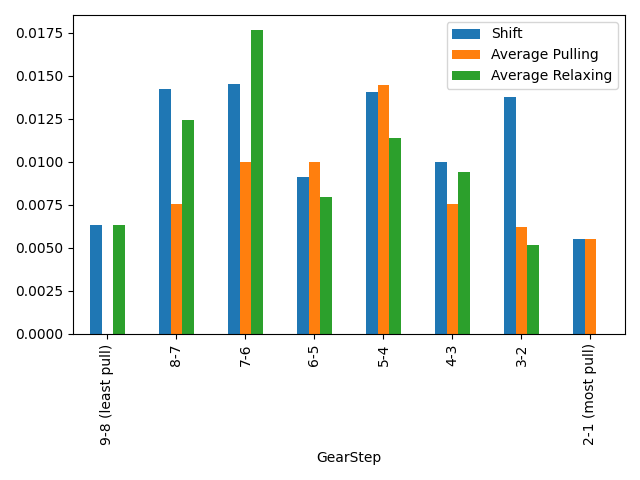 Shift
Average Pulling
Average Relaxing
0.0175
0.0150
0.0125
0.0100
0.0075
0.0050
0.0025
0.0000
9-8 (least pull)
8-7
7-6
6-5
5-4
4-3
3-2
2-1 (most pull)
GearStep